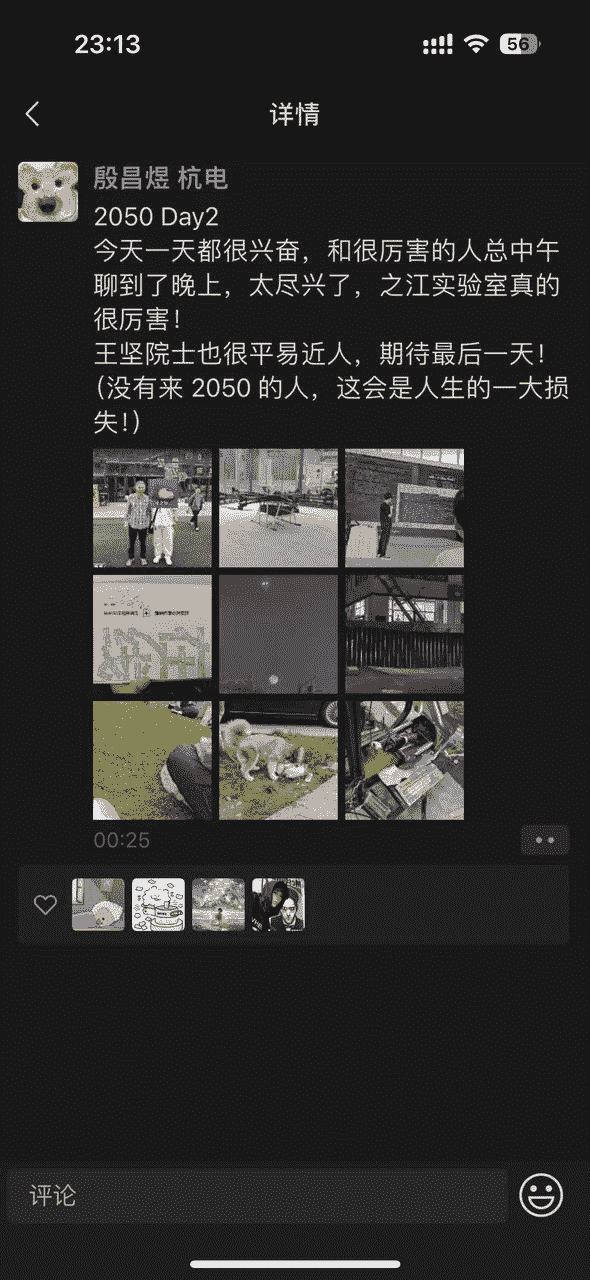 23:13
56
详情
殷昌煜 杭电
2050 Day2
今天一天都很兴奋，和很厉害的人总中午
聊到了晚上，太尽兴了，之江实验室真的
很厉害！
王坚院士也很平易近人，期待最后一天！
（没有来 2050 的人，这会是人生的一大损
失！）
00:25
评论